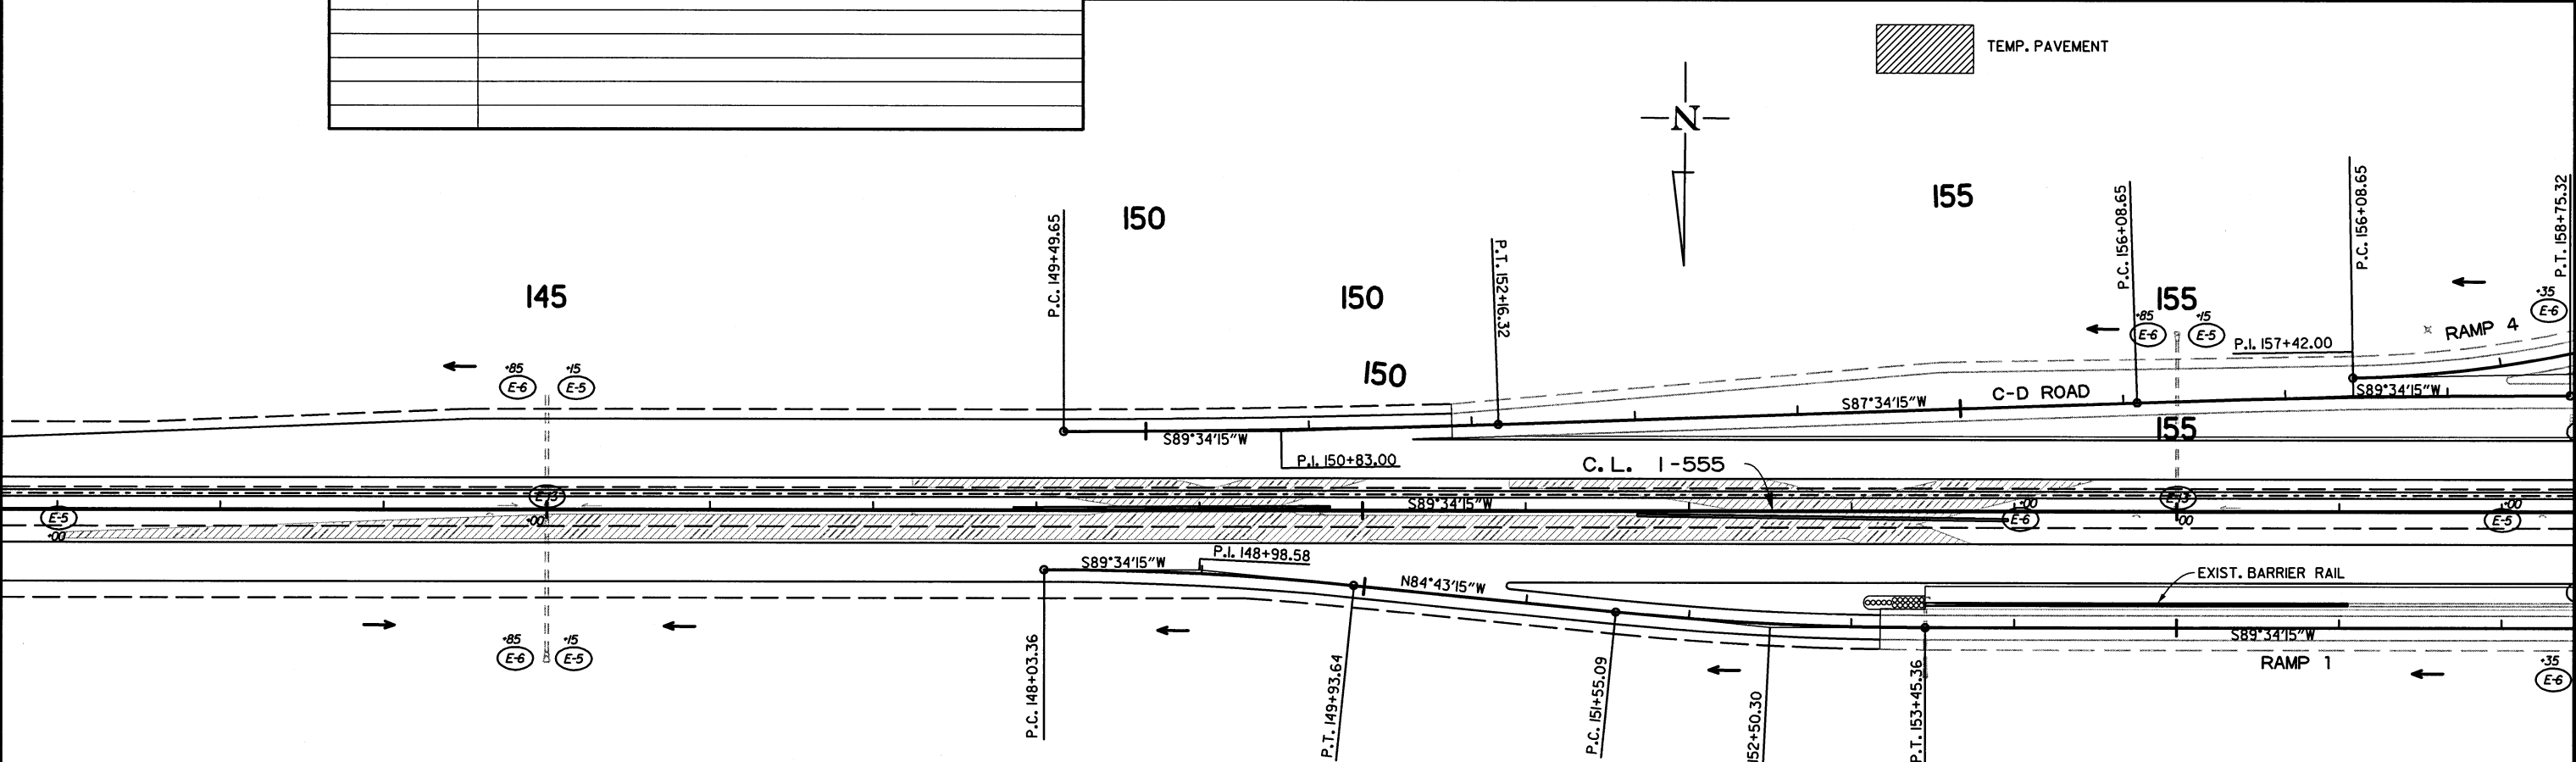 TEMP. PAVEMENT
N
150
155
145
150
155
150
155
P.C. 149+49.65
P.T. 152+16.32
P.C. 156+08.65
P.C. 156+08.65
P.T. 158+75.32
+85 +15
E-6 E-5
+85 +15
E-6 E-5
+35
E-6
RAMP 4
P.I. 157+42.00
S89°34'15"W
C-D ROAD
S87°34'15"W
S89°34'15"W
P.I. 150+83.00
C.L. I-555
S89°34'15"W
E-5
+00
E-13
+00
+00
E-6
E-13
+00
+00
E-5
S89°34'15"W
P.I. 148+98.58
N84°43'15"W
EXIST. BARRIER RAIL
S89°34'15"W
RAMP 1
+85 +15
E-6 E-5
+35
E-6
P.C. 148+03.36
P.T. 149+93.64
P.C. 151+55.09
152+50.30
P.T. 153+45.36